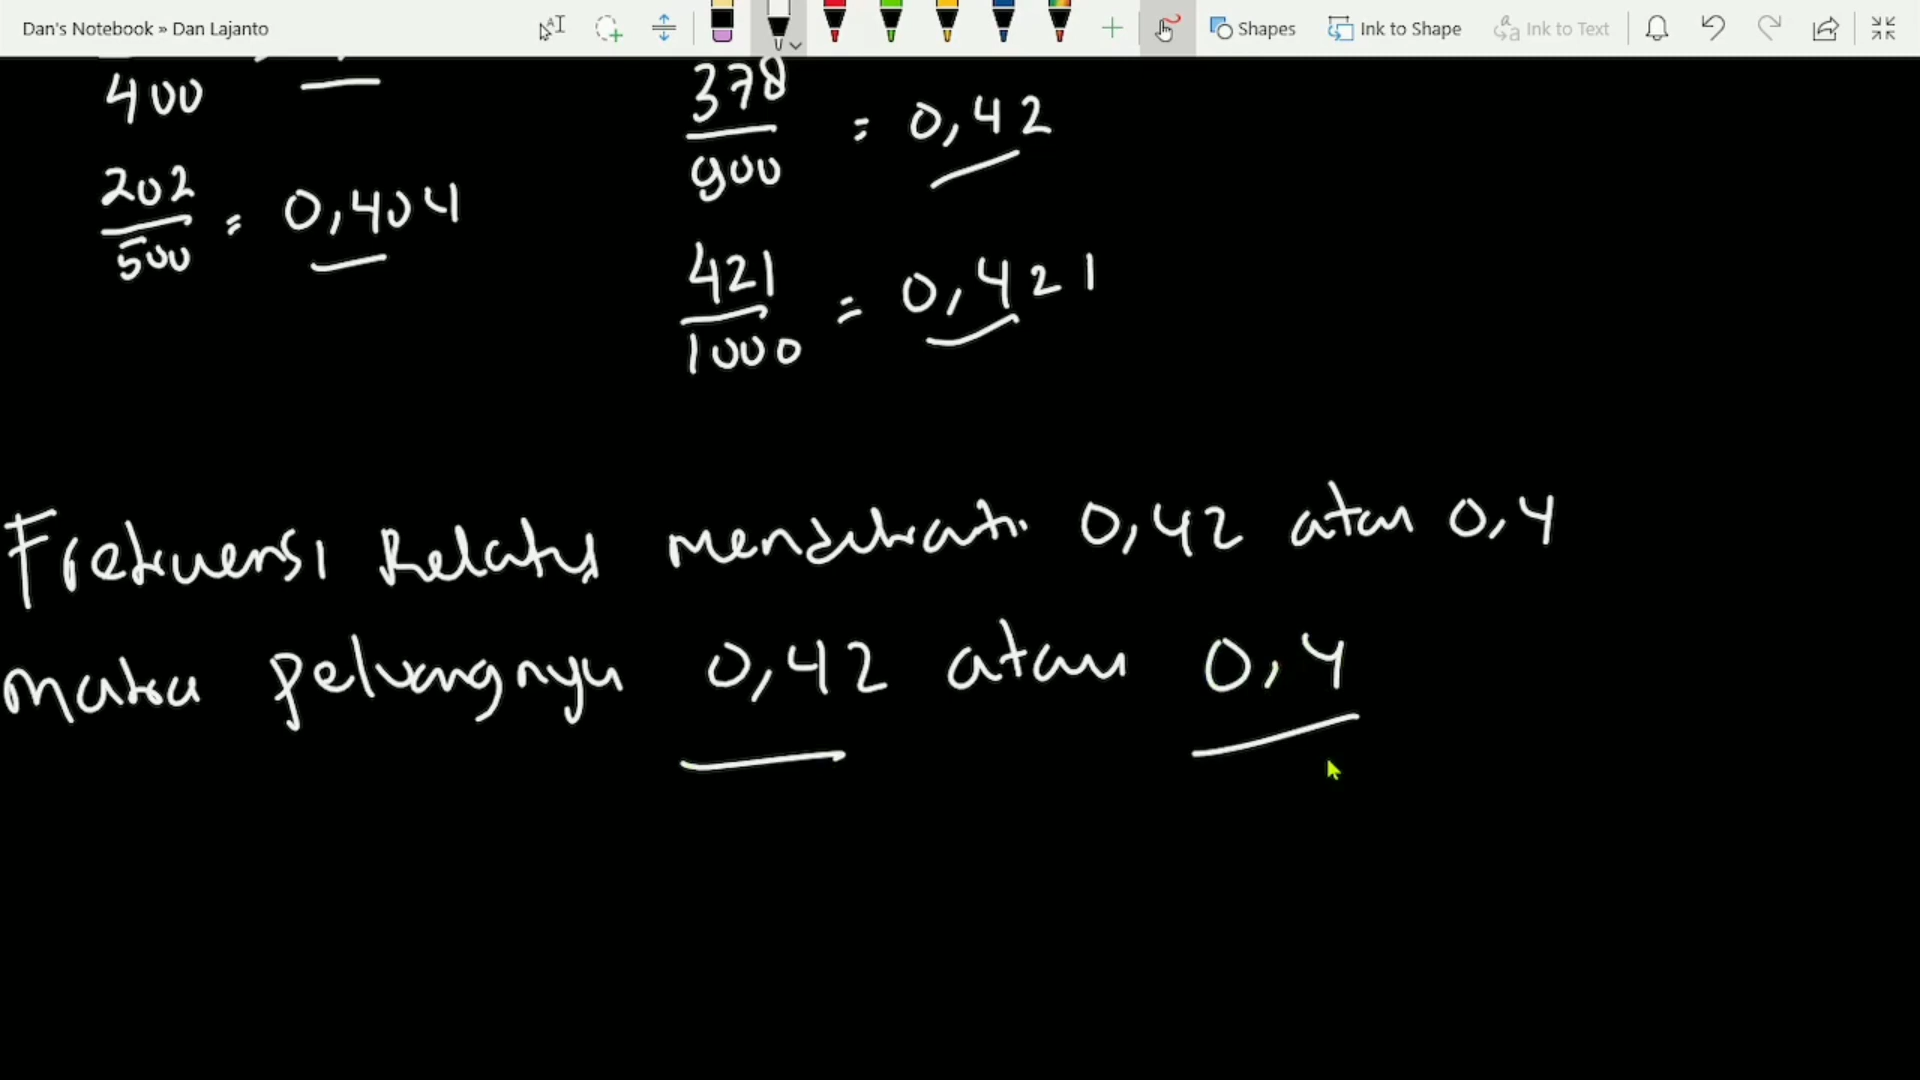 Dan's Notebook » Dan Lajanto
Shapes
Ink to Shape
Ink to Text
400
202
500
= 0,404
378
900
= 0,42
421
1000
= 0,421
Frekuensi Relatif mendekati 0,42 atau 0,4
maka peluangnya 0,42 atau 0,4